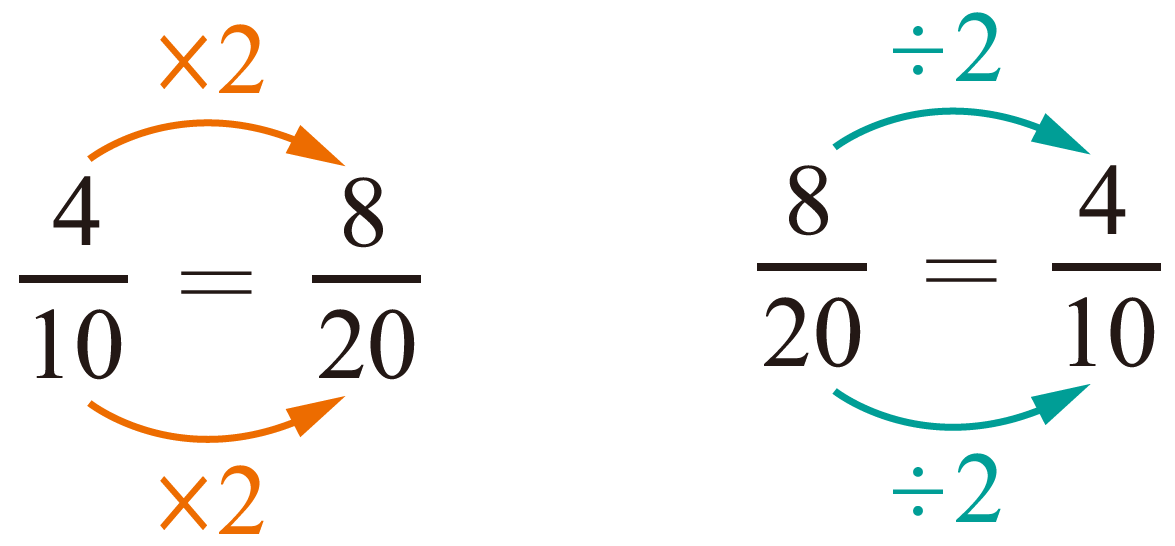 ×2
4/10 = 8/20
×2
÷2
8/20 = 4/10
÷2